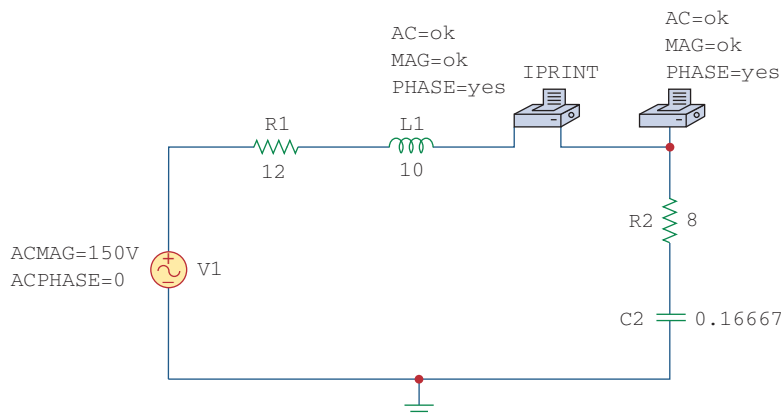 AC=ok
MAG=ok
PHASE=yes
IPRINT
AC=ok
MAG=ok
PHASE=yes
R1
12
L1
10
R2
8
ACMAG=150V
ACPHASE=0
V1
C2
0.16667